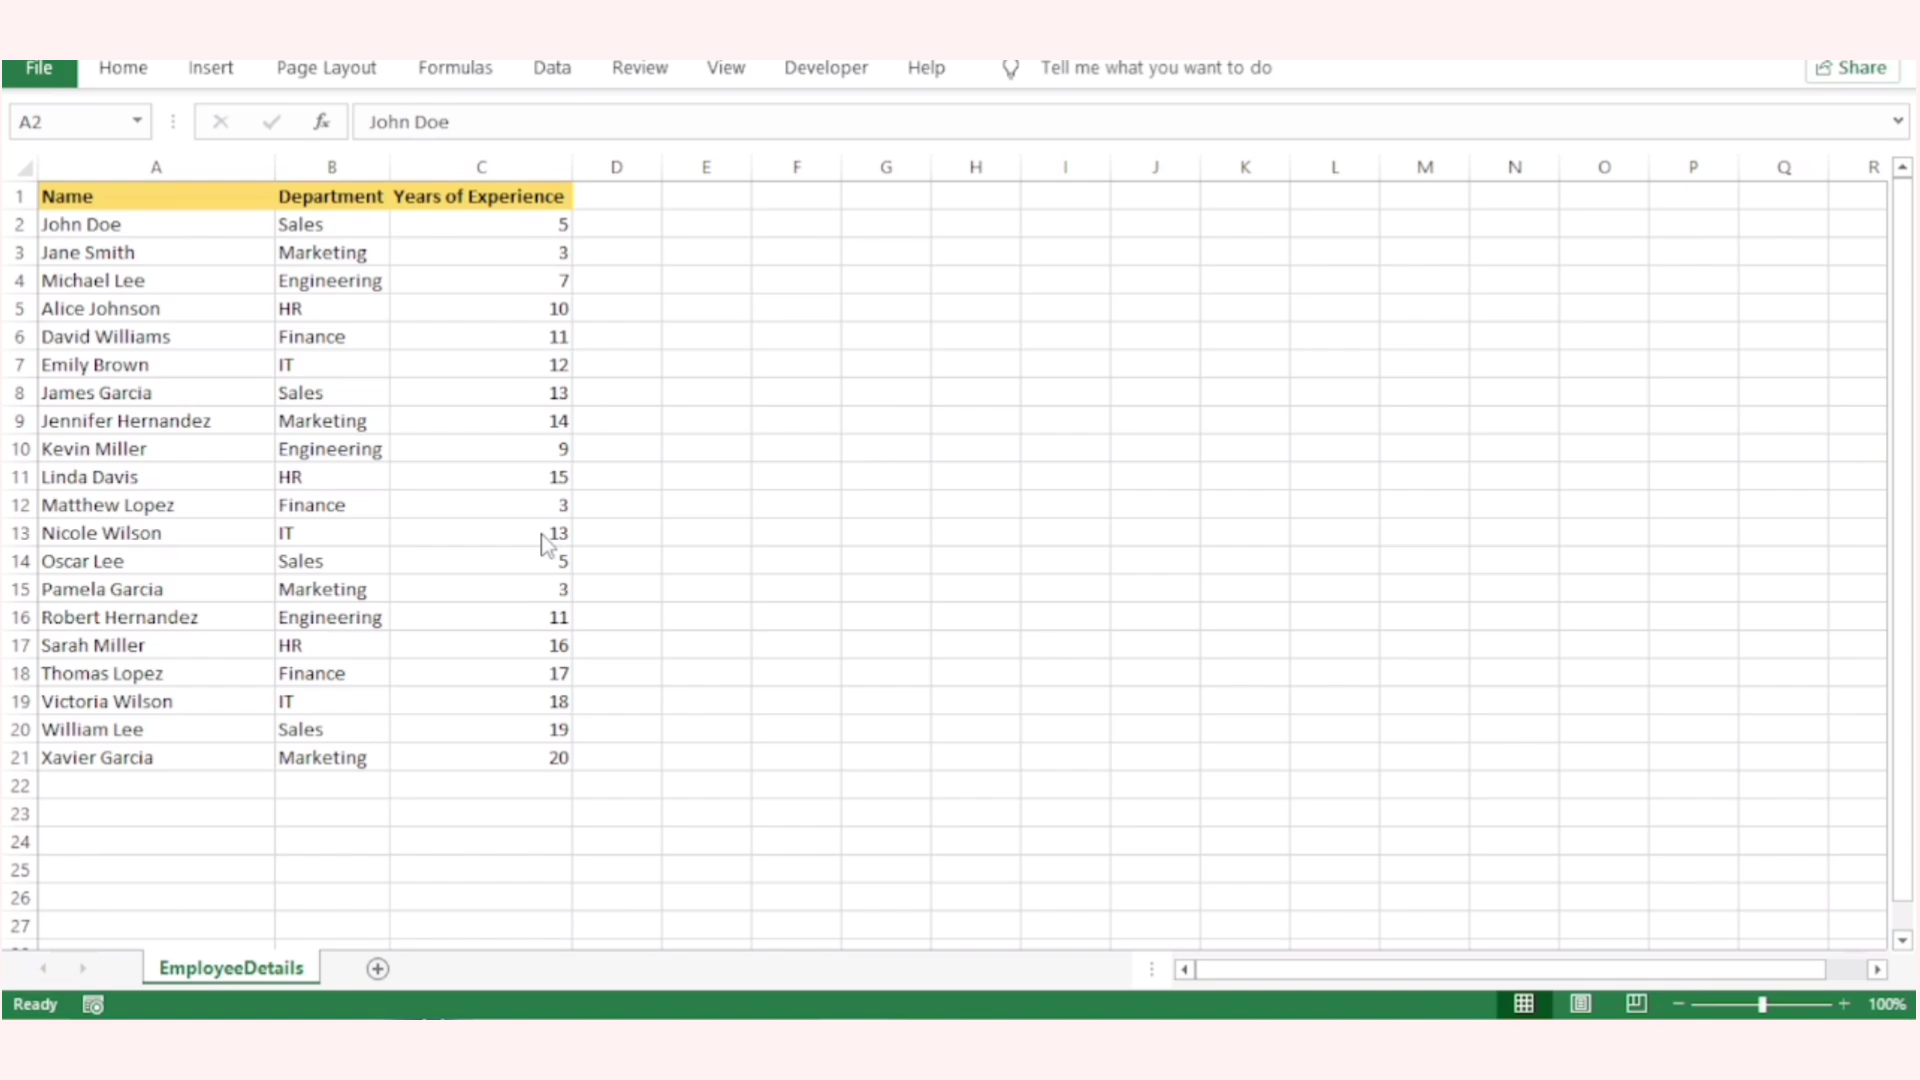 File Home Insert Page Layout Formulas Data Review View Developer Help Tell me what you want to do Share
A2 fx John Doe
A B C D E F G H I J K L M N O P Q R
1 Name Department Years of Experience
2 John Doe Sales 5
3 Jane Smith Marketing 3
4 Michael Lee Engineering 7
5 Alice Johnson HR 10
6 David Williams Finance 11
7 Emily Brown IT 12
8 James Garcia Sales 13
9 Jennifer Hernandez Marketing 14
10 Kevin Miller Engineering 9
11 Linda Davis HR 15
12 Matthew Lopez Finance 3
13 Nicole Wilson IT 13
14 Oscar Lee Sales 5
15 Pamela Garcia Marketing 3
16 Robert Hernandez Engineering 11
17 Sarah Miller HR 16
18 Thomas Lopez Finance 17
19 Victoria Wilson IT 18
20 William Lee Sales 19
21 Xavier Garcia Marketing 20
22
23
24
25
26
27
EmployeeDetails
Ready 100%